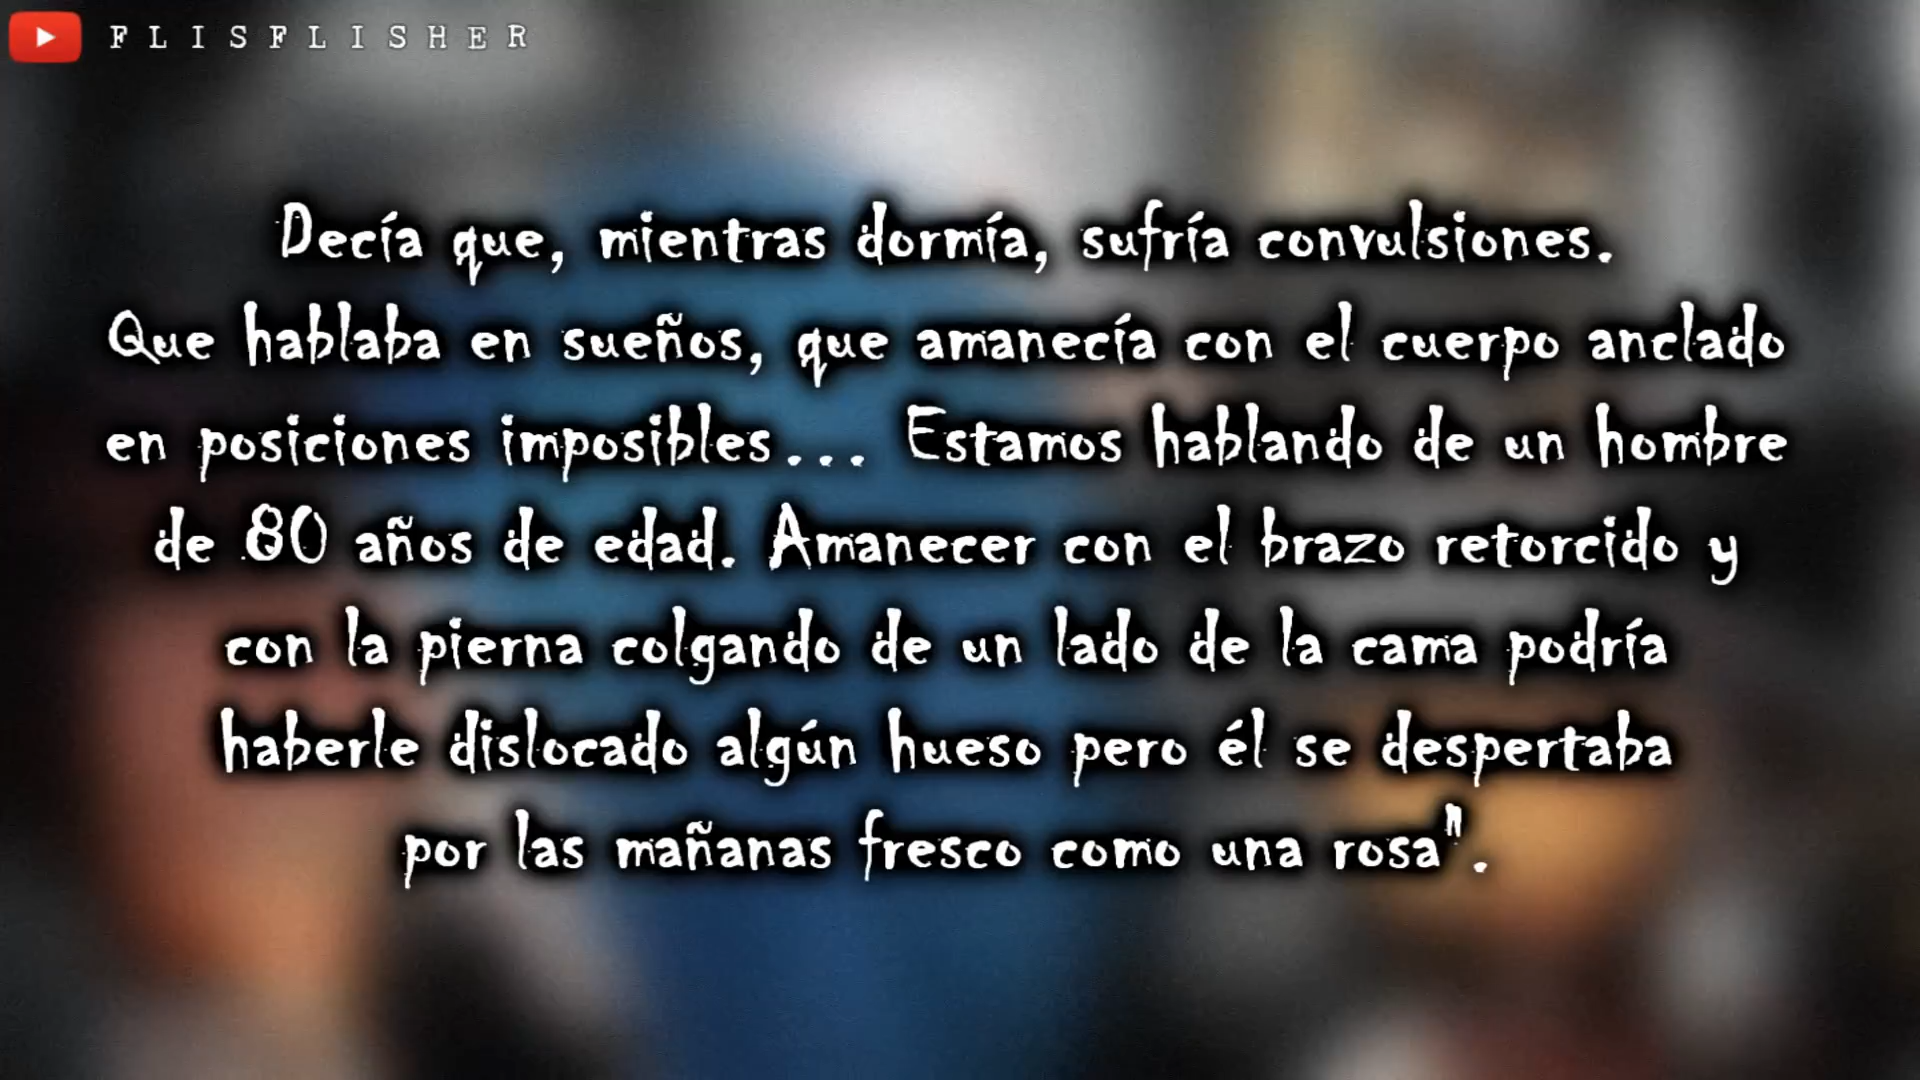 FLISFLISHER
Decía que, mientras dormía, sufría convulsiones.
Que hablaba en sueños, que amanecía con el cuerpo anclado
en posiciones imposibles... Estamos hablando de un hombre
de 80 años de edad. Amanecer con el brazo retorcido y
con la pierna colgando de un lado de la cama podría
haberle dislocado algún hueso pero él se despertaba
por las mañanas fresco como una rosa".